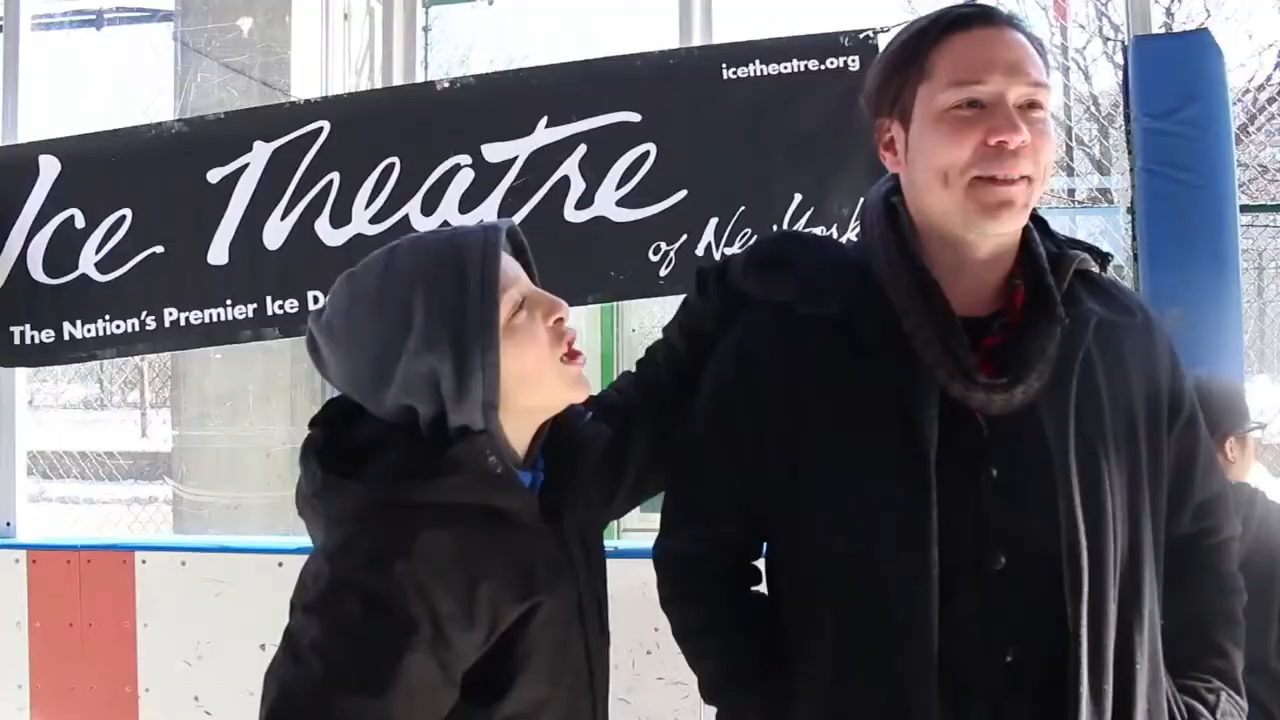 icetheatre.org
Ice Theatre
of New York
The Nation's Premier Ice